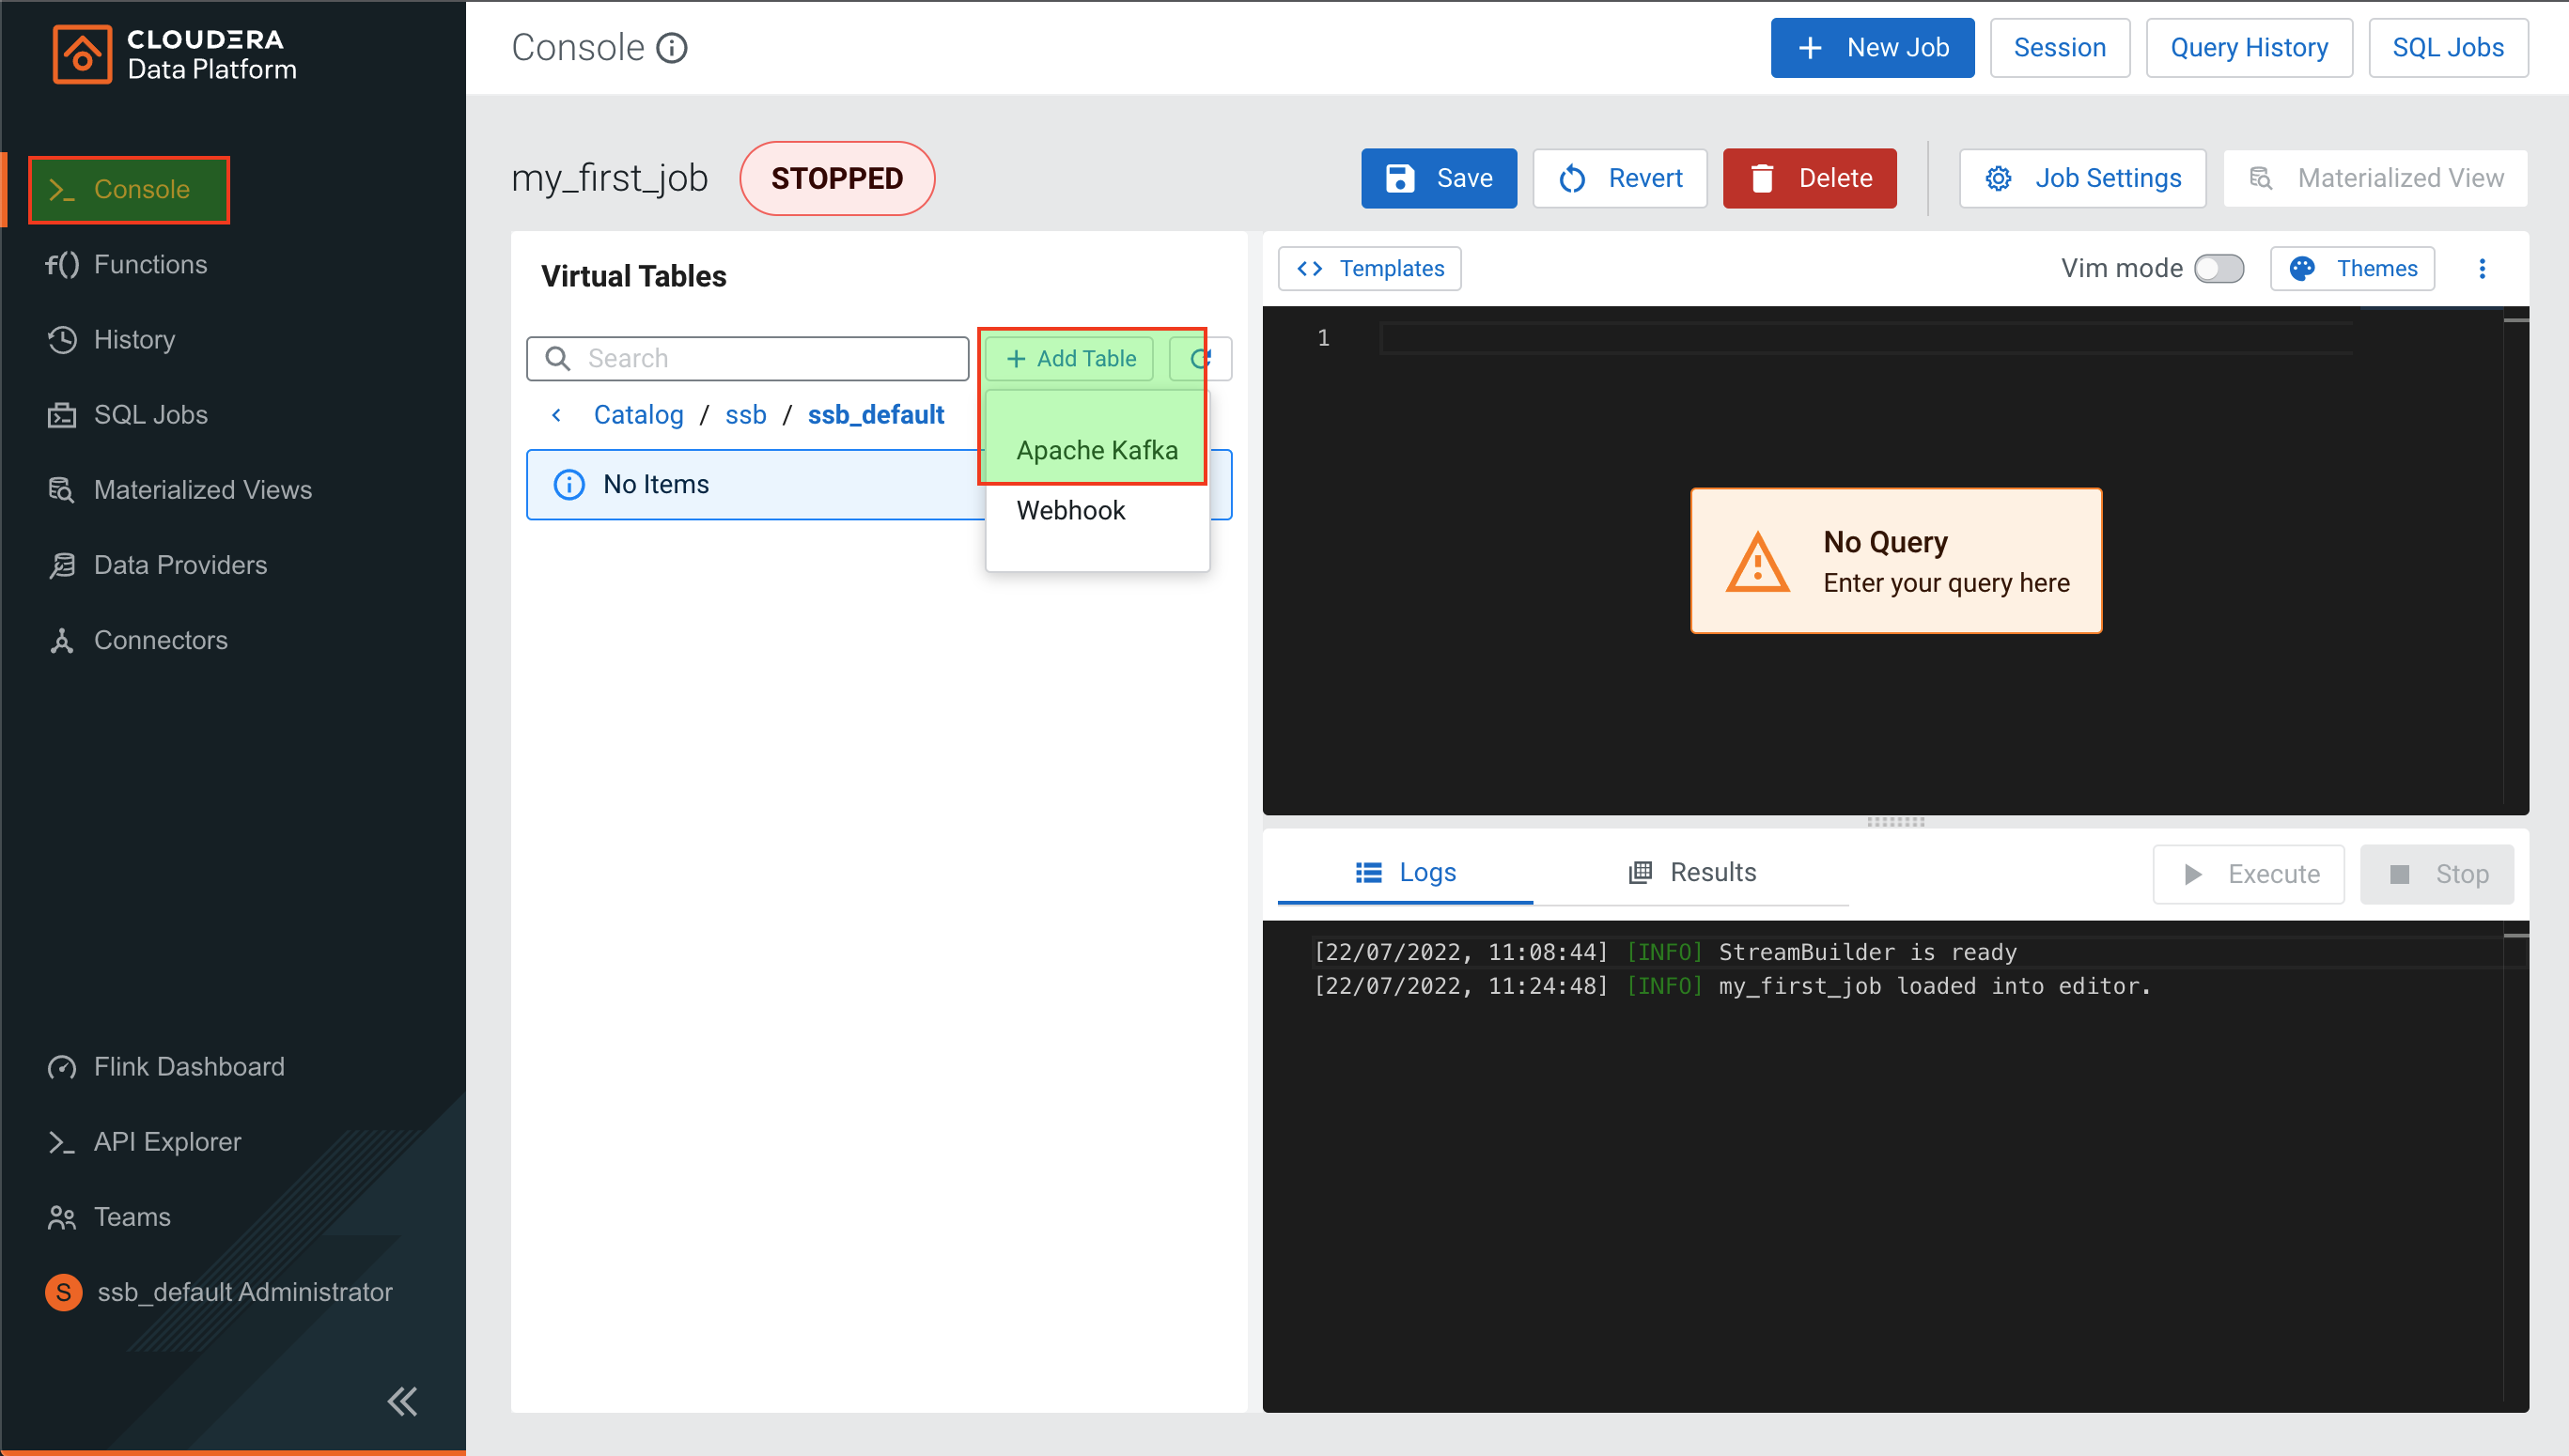 CLOUDERA
Data Platform
Console
Functions
History
SQL Jobs
Materialized Views
Data Providers
Connectors
Flink Dashboard
API Explorer
Teams
S ssb_default Administrator
Console
New Job
Session
Query History
SQL Jobs
my_first_job
STOPPED
Save
Revert
Delete
Job Settings
Materialized View
Virtual Tables
Search
+ Add Table
Catalog / ssb / ssb_default
No Items
Apache Kafka
Webhook
Templates
Vim mode
Themes
1
No Query
Enter your query here
Logs
Results
Execute
Stop
[22/07/2022, 11:08:44] [INFO] StreamBuilder is ready
[22/07/2022, 11:24:48] [INFO] my_first_job loaded into editor.